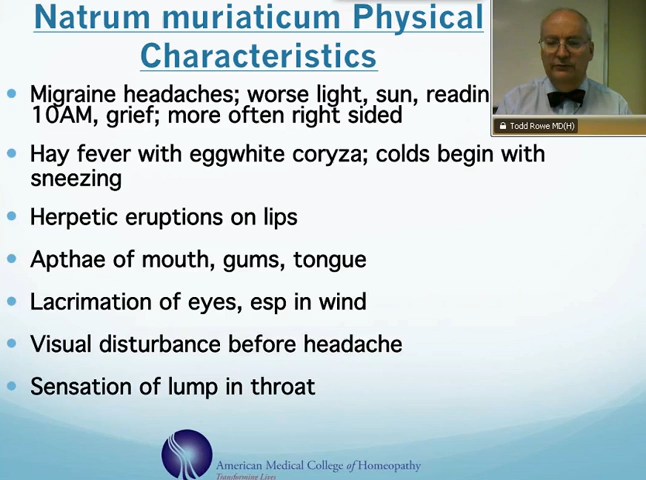 Natrum muriaticum Physical
Characteristics
Migraine headaches; worse light, sun, readin
10AM, grief; more often right sided
Hay fever with eggwhite coryza; colds begin with
sneezing
Herpetic eruptions on lips
Apthae of mouth, gums, tongue
Lacrimation of eyes, esp in wind
Visual disturbance before headache
Sensation of lump in throat
Todd Rowe MD(H)
American Medical College of Homeopathy
Transforming Lives